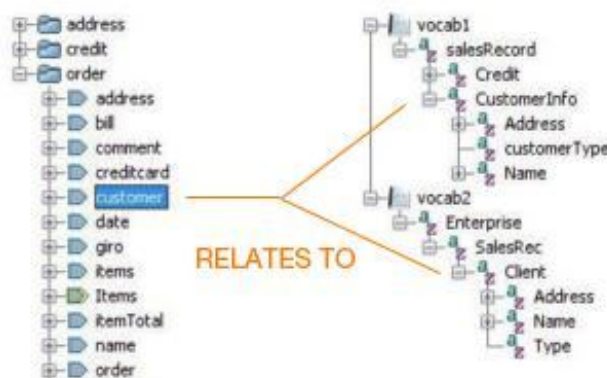 address
credit
order
address
bill
comment
creditcard
customer
date
giro
items
Items
itemTotal
name
order
RELATES TO
vocab1
salesRecord
Credit
CustomerInfo
Address
customerType
Name
vocab2
Enterprise
SalesRec
Client
Address
Name
Type